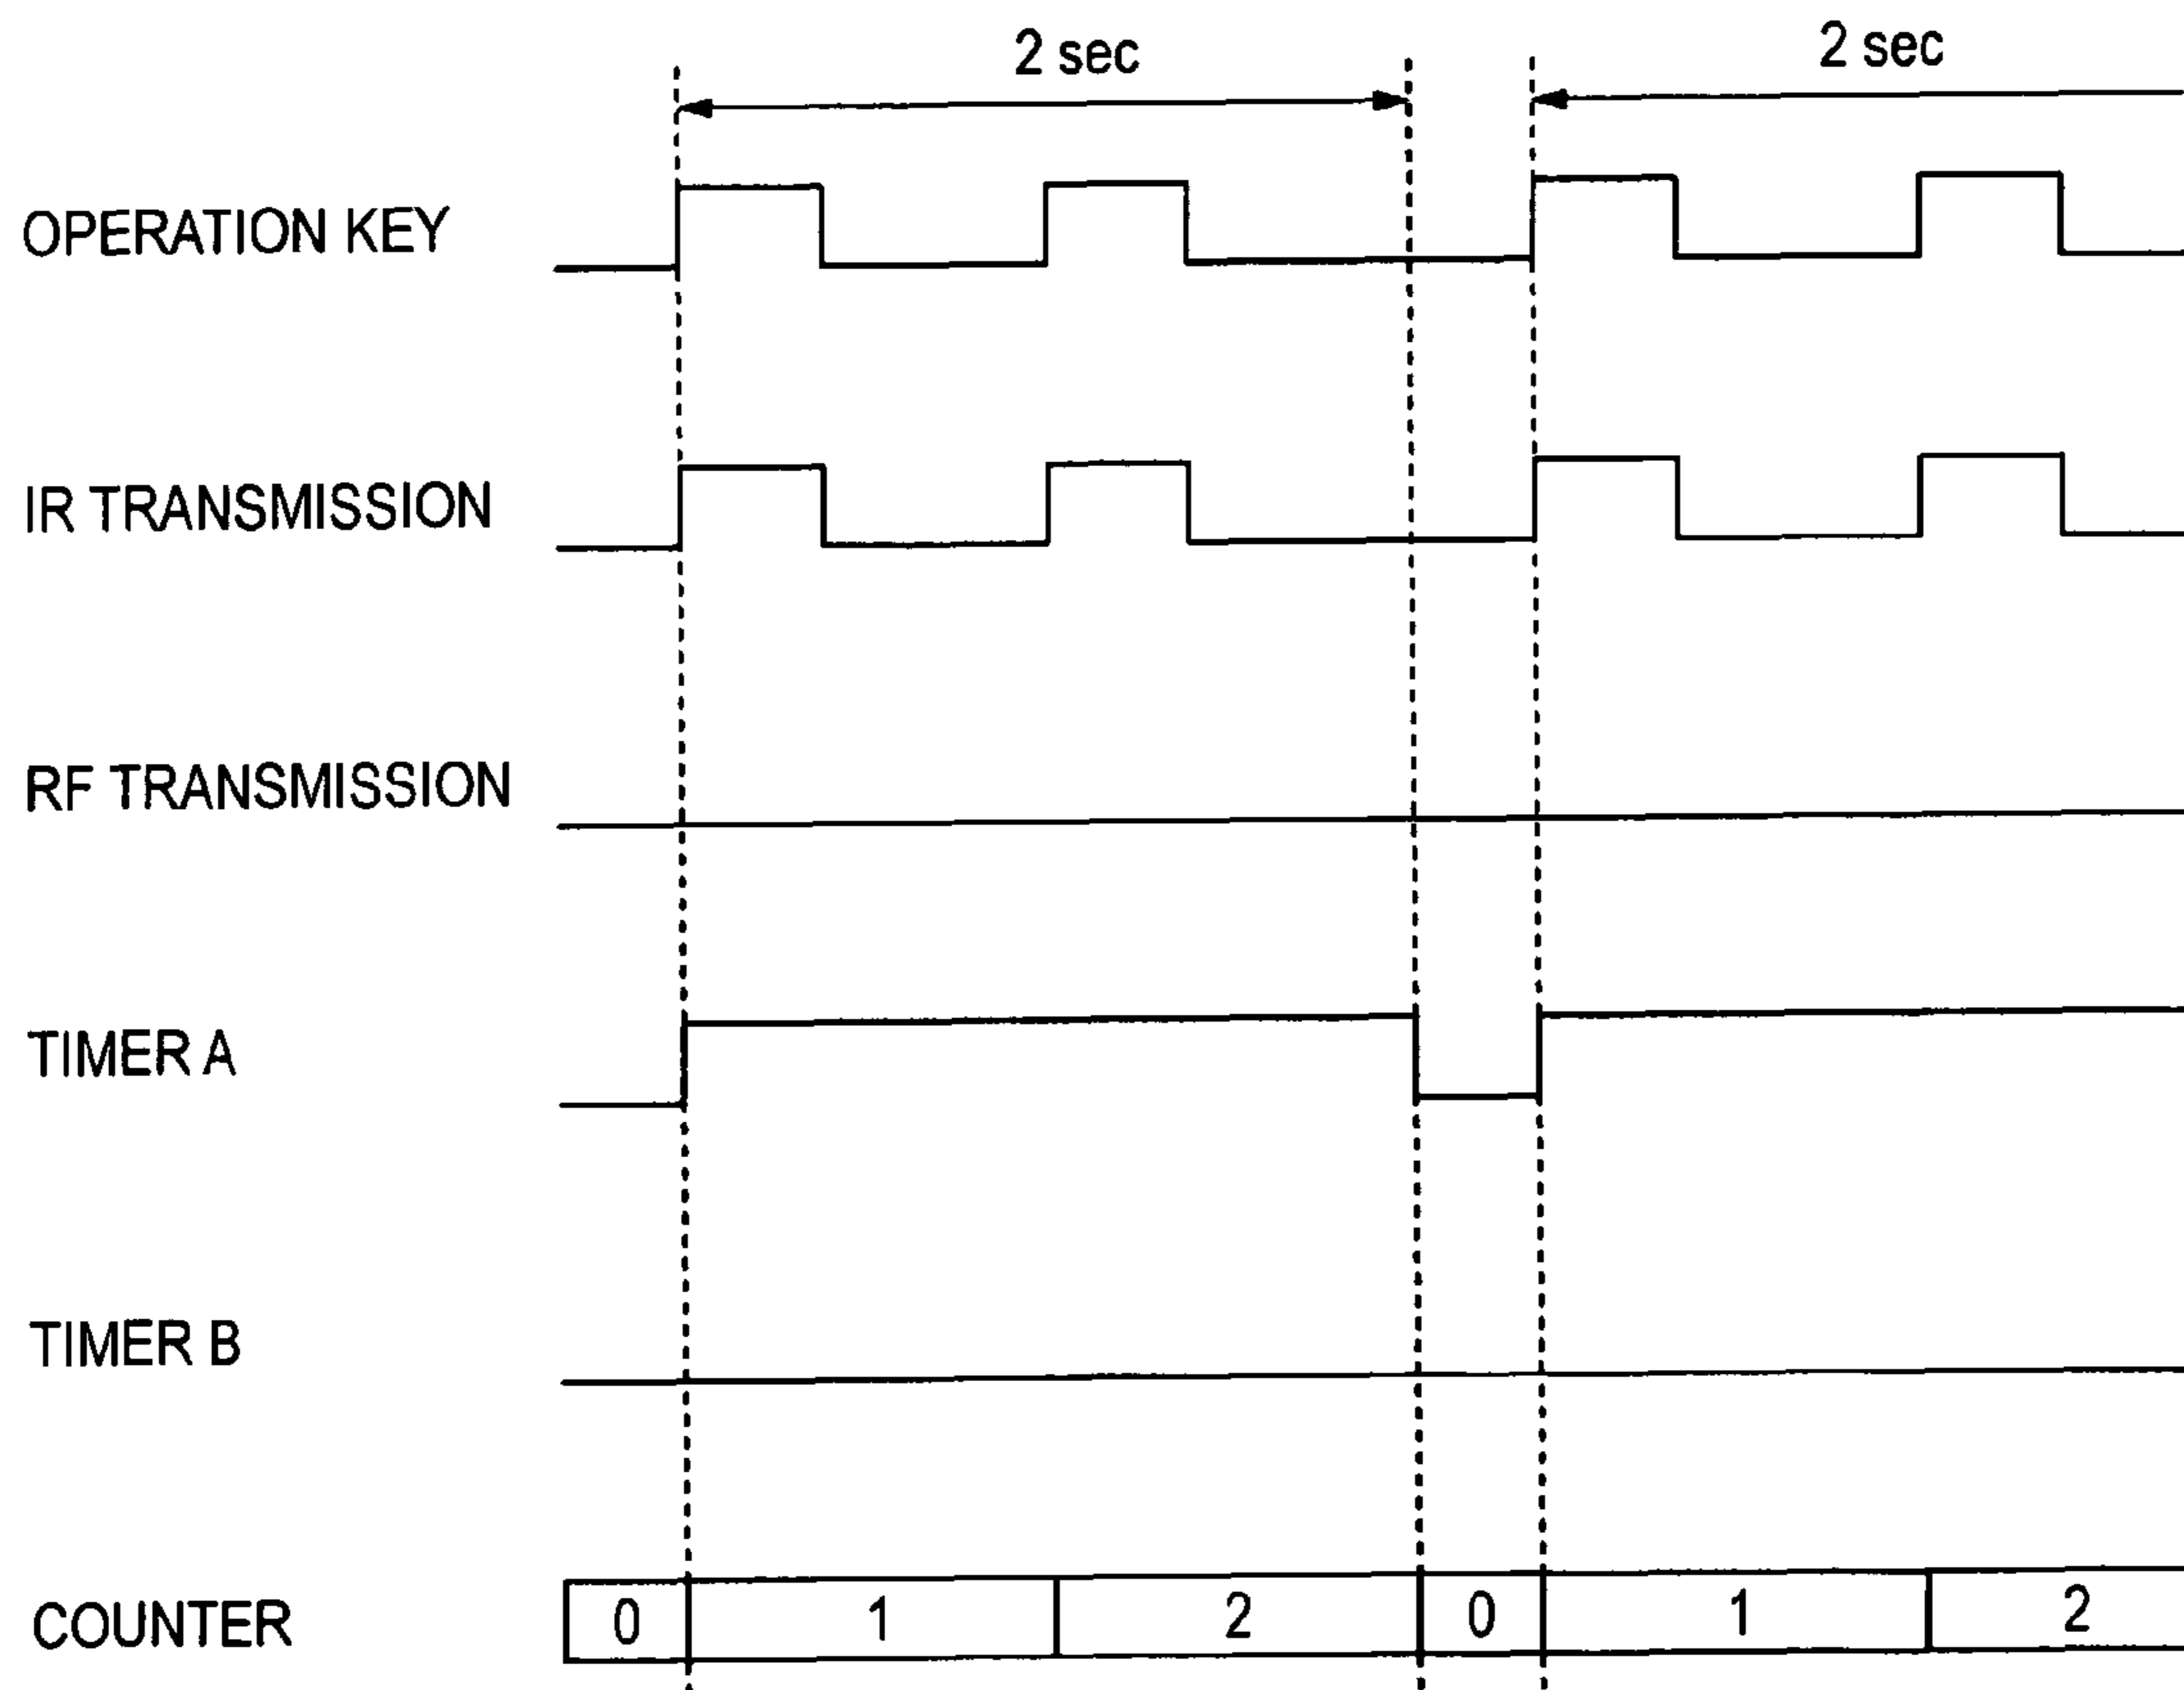 2 sec 2 sec
OPERATION KEY
IR TRANSMISSION
RF TRANSMISSION
TIMER A
TIMER B
COUNTER 0 1 2 0 1 2